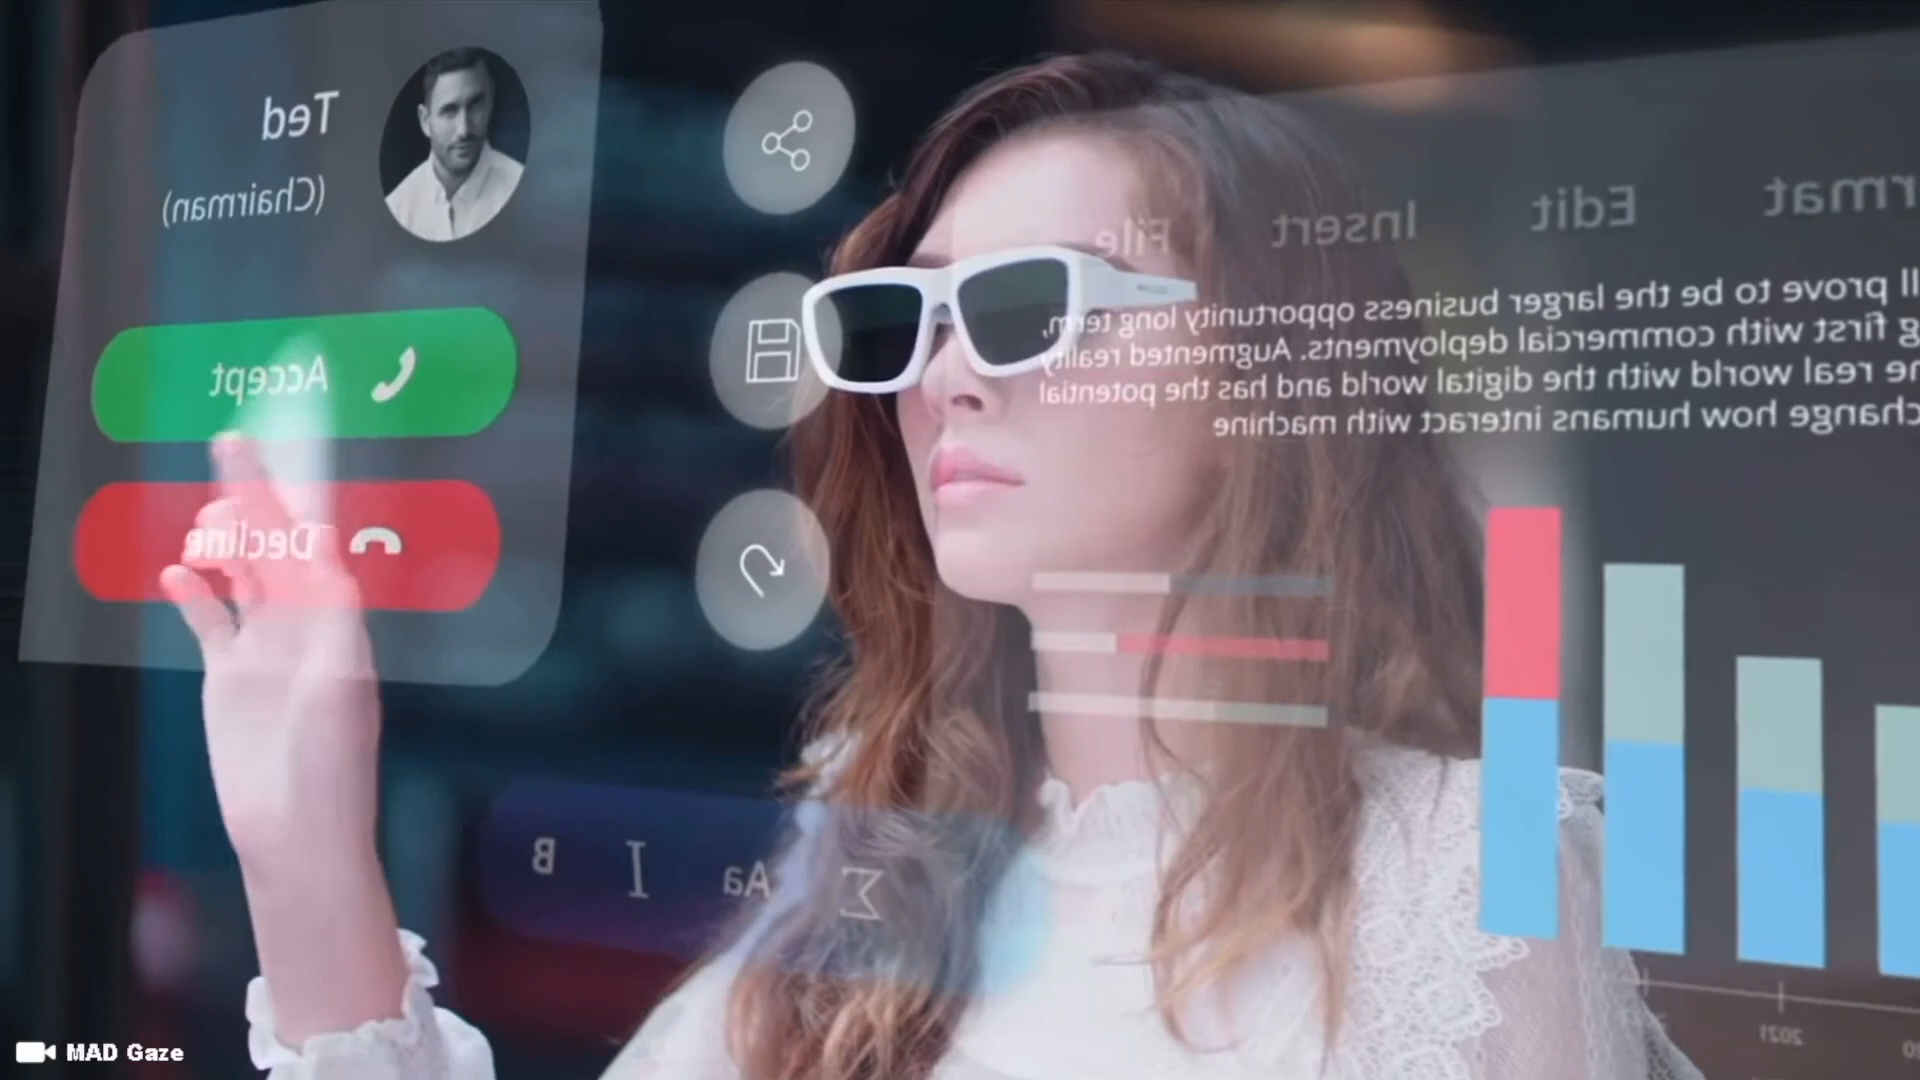 Ted
(Chairman)
Accept
Decline
File Insert Edit rmat
ll prove to be the larger business opportunity long term,
g first with commercial deployments. Augmented reality
ne real world with the digital world and has the potential
change how humans interact with machine
B I Aa Σ
2021
MAD Gaze